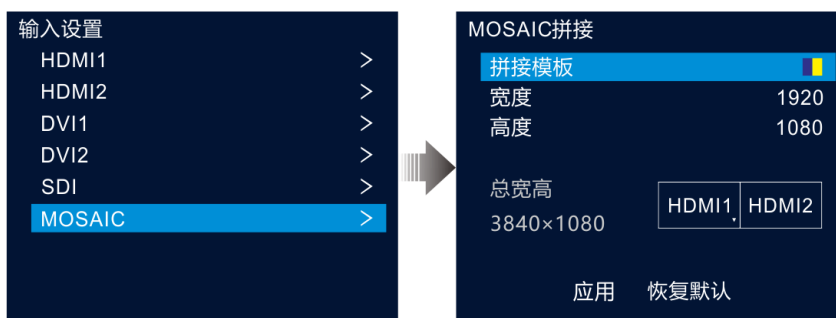 输入设置
HDMI1 >
HDMI2 >
DVI1 >
DVI2 >
SDI >
MOSAIC >
MOSAIC拼接
拼接模板
宽度 1920
高度 1080
总宽高
3840×1080
HDMI1 HDMI2
应用 恢复默认